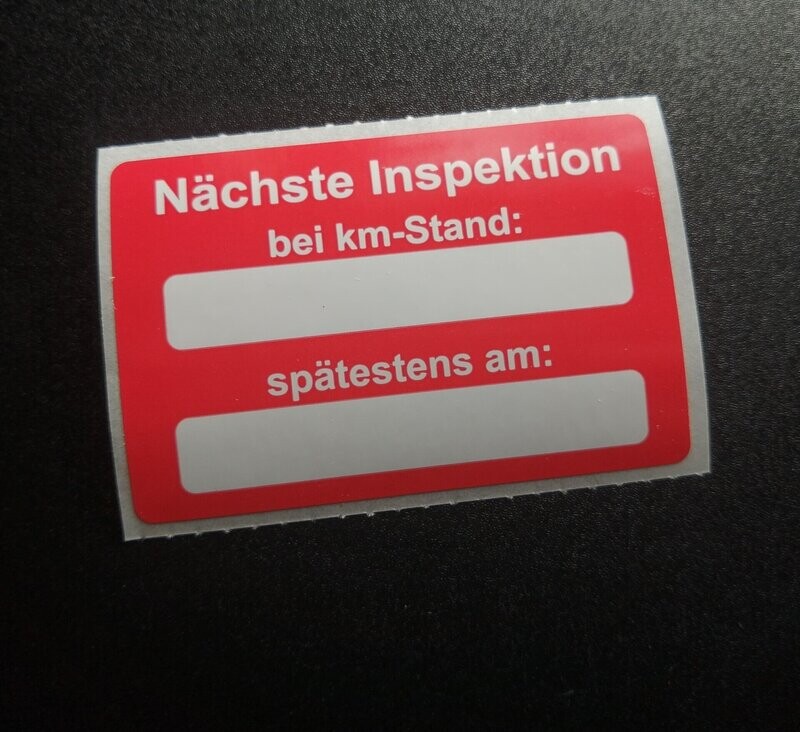 Nächste Inspektion
bei km-Stand:
spätestens am: